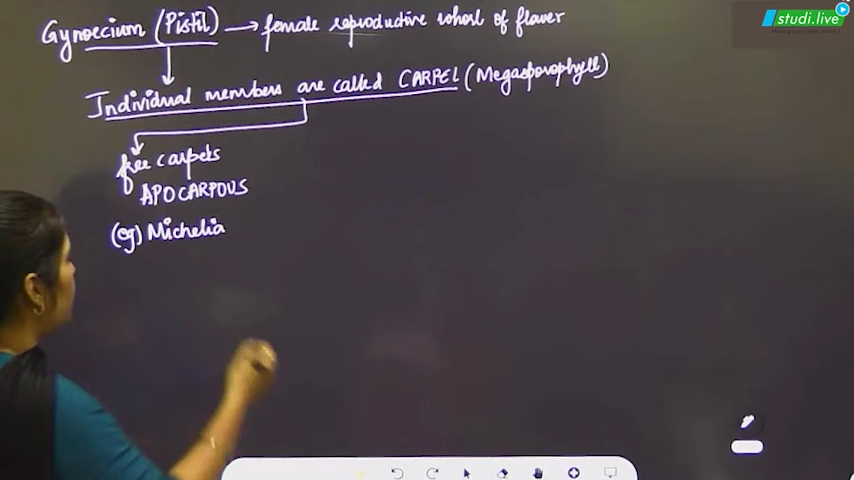 studi.live
Gynoecium (Pistil) → female reproductive whorl of flower
Individual members are called CARPEL (Megasporophyll)
free carpels
APOCARPOUS
(eg) Michelia